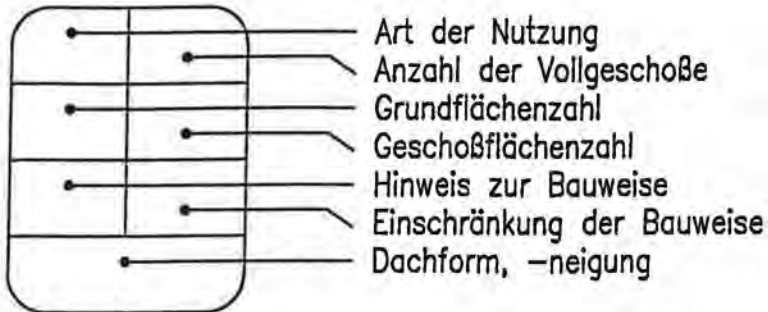 Art der Nutzung
Anzahl der Vollgeschoße
Grundflächenzahl
Geschoßflächenzahl
Hinweis zur Bauweise
Einschränkung der Bauweise
Dachform, -neigung